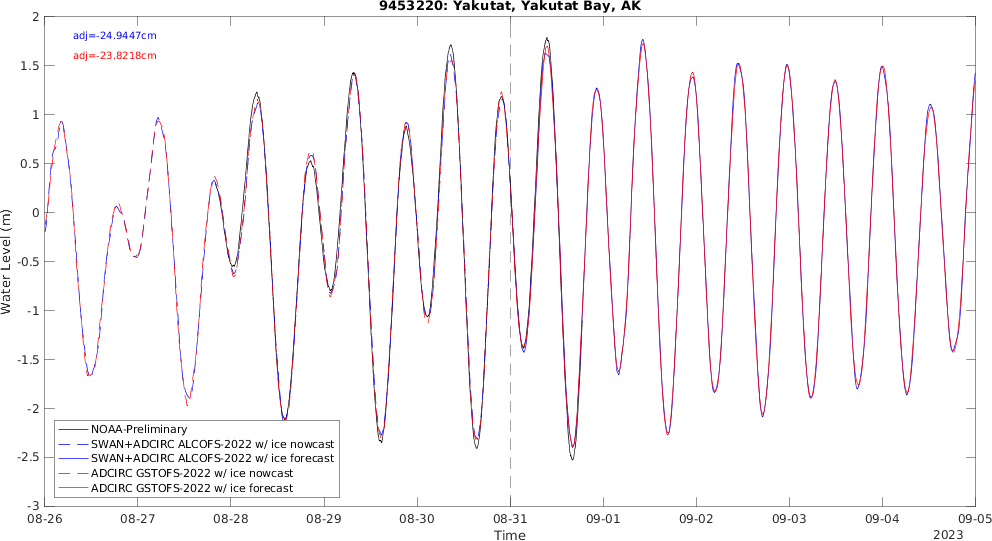 9453220: Yakutat, Yakutat Bay, AK
adj=-24.9447cm
adj=-23.8218cm
Water Level (m)
2
1.5
1
0.5
0
-0.5
-1
-1.5
-2
-2.5
-3
NOAA-Preliminary
SWAN+ADCIRC ALCOFS-2022 w/ ice nowcast
SWAN+ADCIRC ALCOFS-2022 w/ ice forecast
ADCIRC GSTOFS-2022 w/ ice nowcast
ADCIRC GSTOFS-2022 w/ ice forecast
08-26 08-27 08-28 08-29 08-30 08-31 09-01 09-02 09-03 09-04 09-05
Time
2023